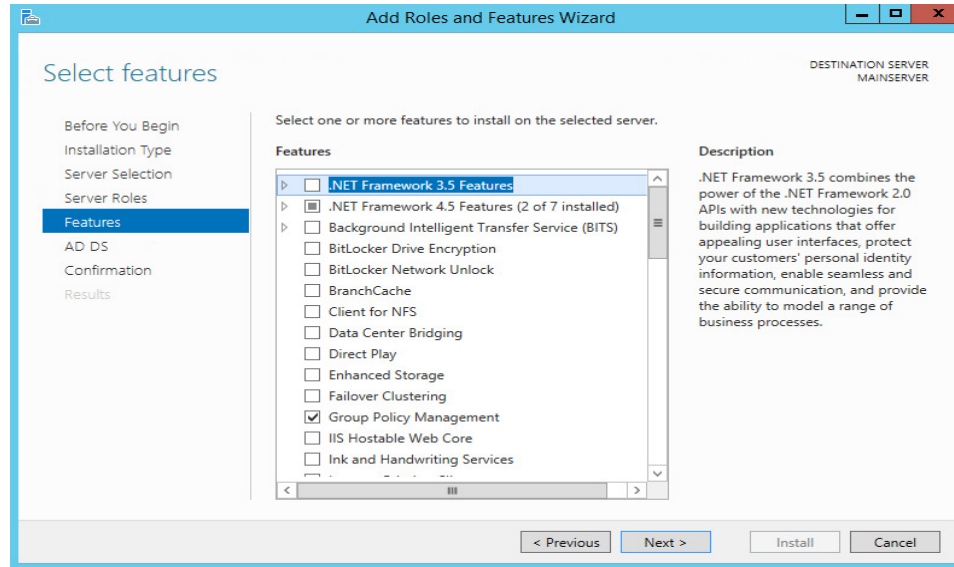 Add Roles and Features Wizard
Select features
DESTINATION SERVER
MAINSERVER
Before You Begin
Installation Type
Server Selection
Server Roles
Features
AD DS
Confirmation
Results
Select one or more features to install on the selected server.
Features
.NET Framework 3.5 Features
.NET Framework 4.5 Features (2 of 7 installed)
Background Intelligent Transfer Service (BITS)
BitLocker Drive Encryption
BitLocker Network Unlock
BranchCache
Client for NFS
Data Center Bridging
Direct Play
Enhanced Storage
Failover Clustering
Group Policy Management
IIS Hostable Web Core
Ink and Handwriting Services
Description
.NET Framework 3.5 combines the
power of the .NET Framework 2.0
APIs with new technologies for
building applications that offer
appealing user interfaces, protect
your customers' personal identity
information, enable seamless and
secure communication, and provide
the ability to model a range of
business processes.
< Previous
Next >
Install
Cancel